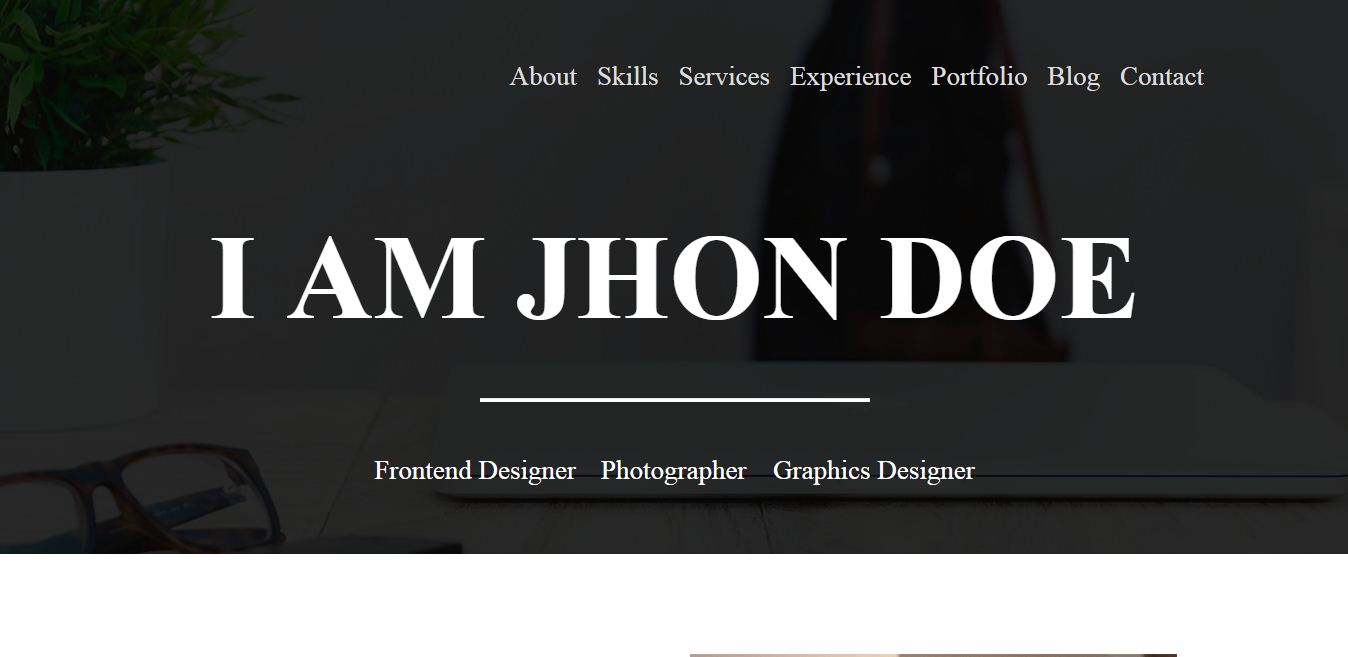 About Skills Services Experience Portfolio Blog Contact
I AM JHON DOE
Frontend Designer Photographer Graphics Designer